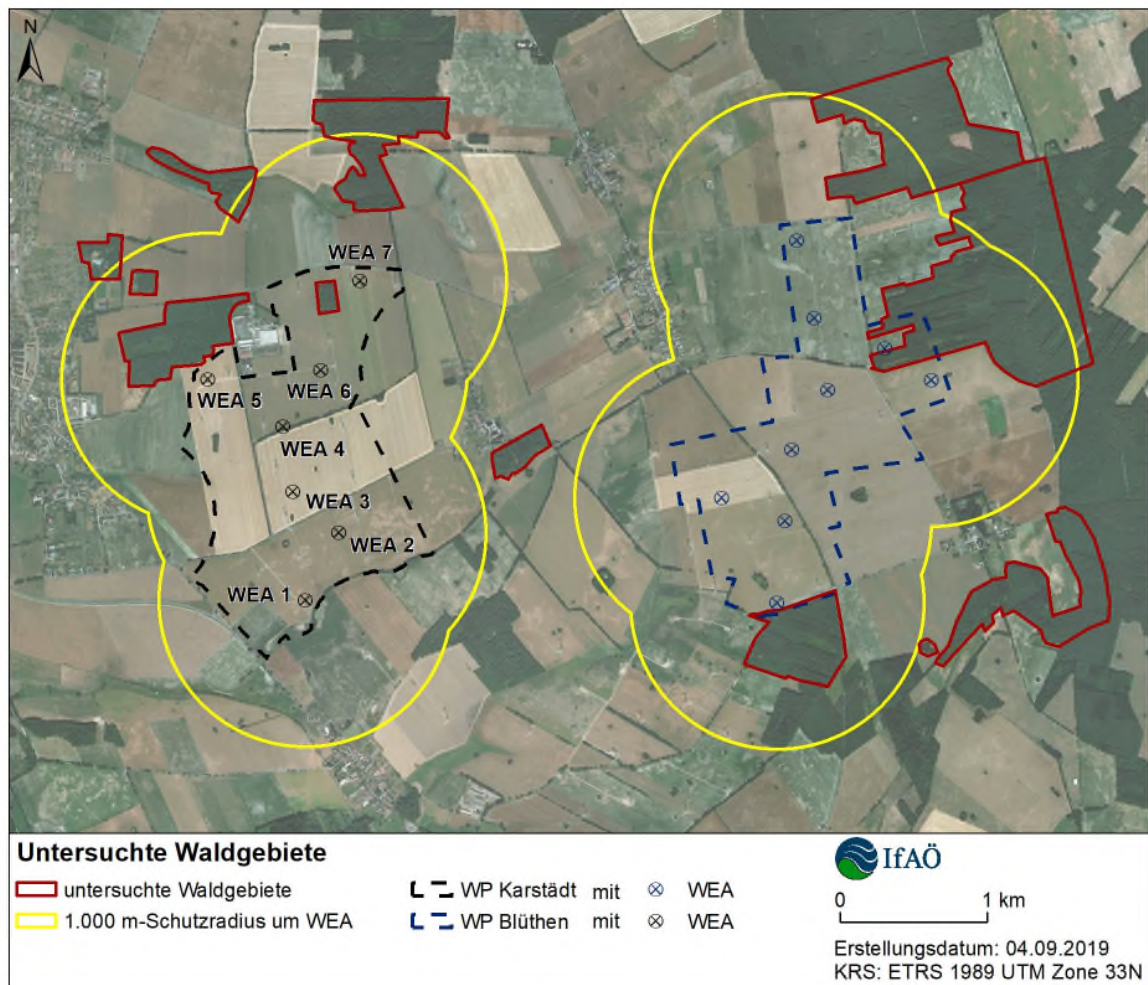 N
WEA 7
WEA 5
WEA 6
WEA 4
WEA 3
WEA 2
WEA 1
Untersuchte Waldgebiete
untersuchte Waldgebiete
1.000 m-Schutzradius um WEA
WP Karstädt mit WEA
WP Blüthen mit WEA
IfAÖ
0 1 km
Erstellungsdatum: 04.09.2019
KRS: ETRS 1989 UTM Zone 33N